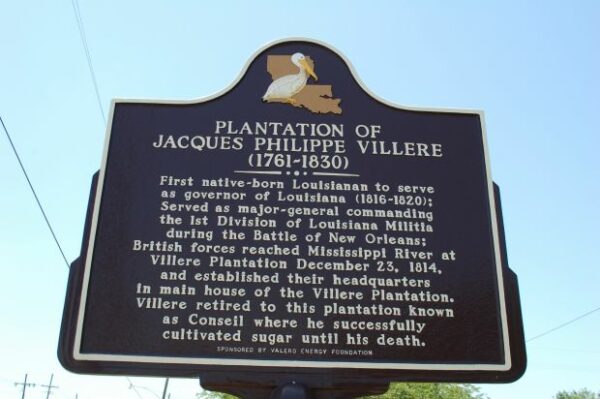 PLANTATION OF
JACQUES PHILIPPE VILLERE
(1761-1830)
First native-born Louisianan to serve
as governor of Louisiana (1816-1820);
Served as major-general commanding
the 1st Division of Louisiana Militia
during the Battle of New Orleans;
British forces reached Mississippi River at
Villere Plantation December 23, 1814,
and established their headquarters
in main house of the Villere Plantation.
Villere retired to this plantation known
as Conseil where he successfully
cultivated sugar until his death.
SPONSORED BY VALERO ENERGY FOUNDATION